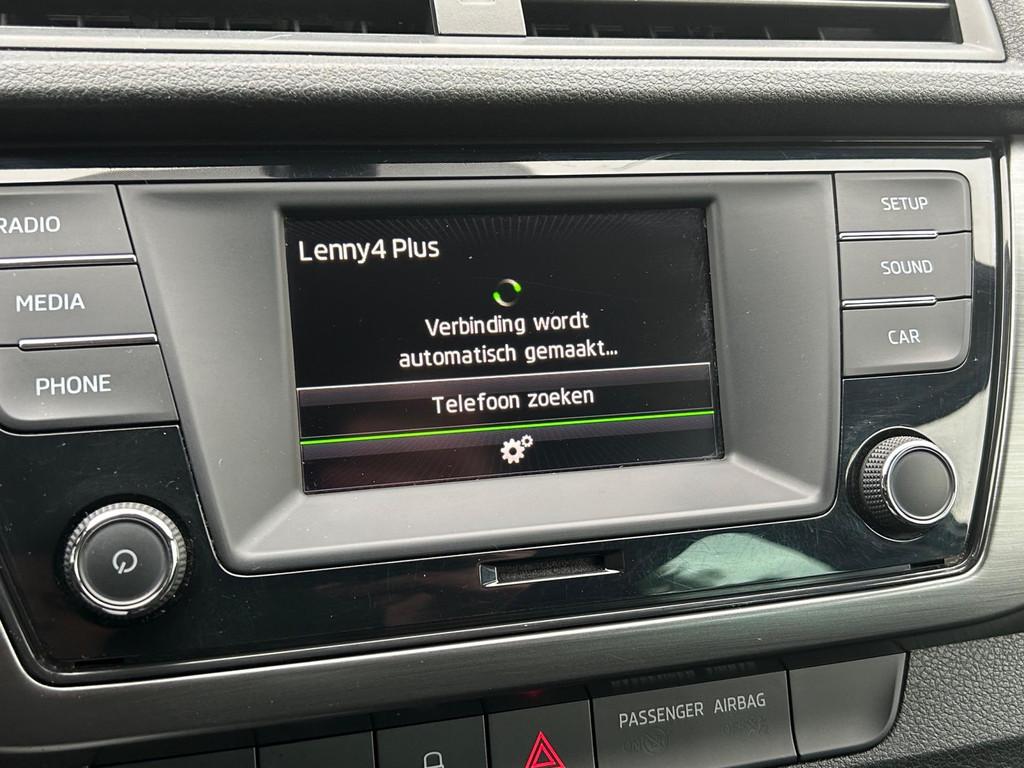 RADIO
MEDIA
PHONE
Lenny4 Plus
Verbinding wordt
automatisch gemaakt...
Telefoon zoeken
SETUP
SOUND
CAR
PASSENGER AIRBAG